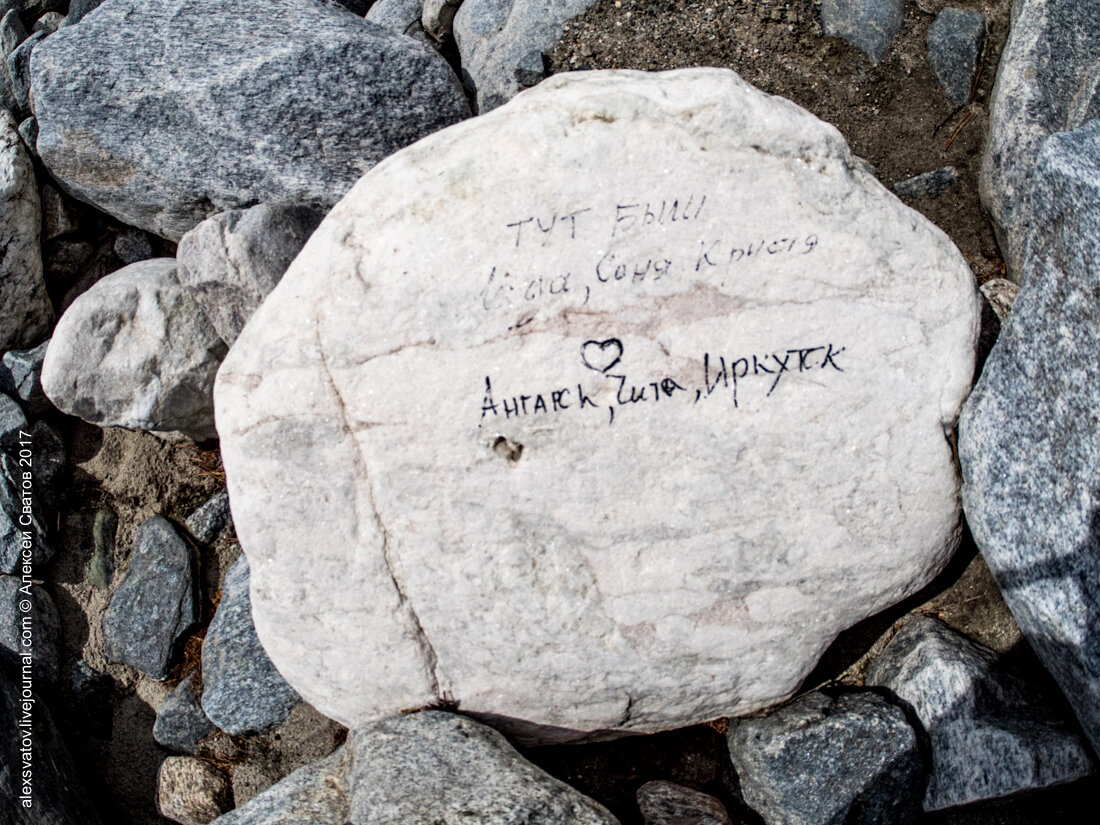 ТУТ БЫЛИ
Соня Кристя
Ангарск, Чита, Иркутск
alexsvatov.livejournal.com © Алексей Сватов 2017